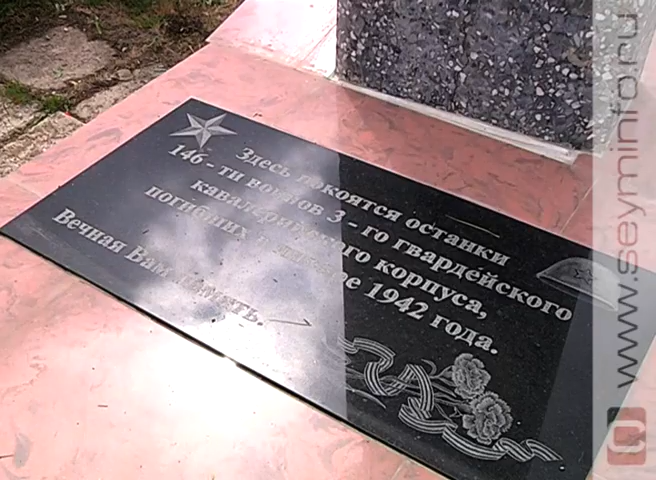 Здесь покоятся останки
146 - ти воинов 3 - го гвардейского
кавалерийского корпуса,
погибших 1942 года.
Вечная Вам память.
www.seyminfo.ru